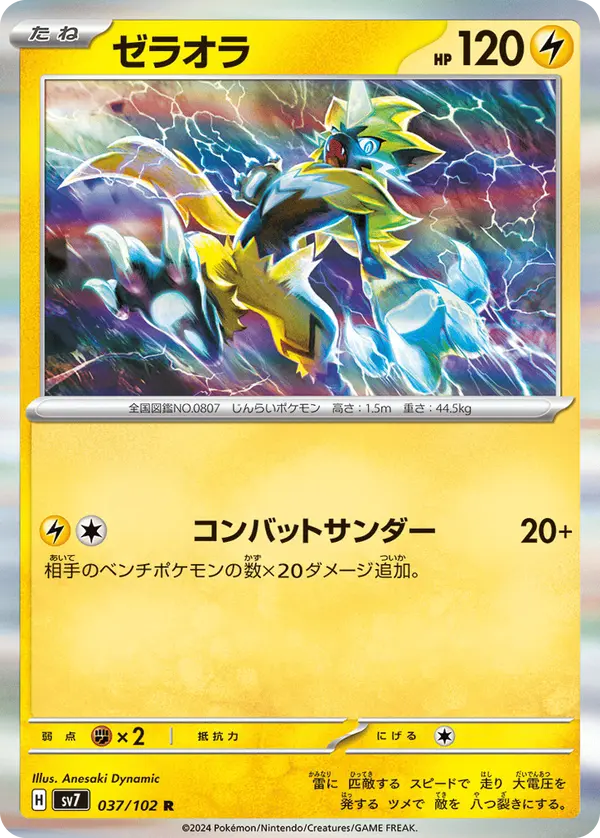 たね ゼラオラ HP 120
全国図鑑NO.0807 じんらいポケモン 高さ：1.5m 重さ：44.5kg
コンバットサンダー 20+
相手のベンチポケモンの数×20ダメージ追加。
弱点 ×2 抵抗力 にげる
Illus. Anesaki Dynamic
H sv7 037/102 R
雷に 匹敵する スピードで 走り 大電圧を
発する ツメで 敵を 八つ裂きにする。
©2024 Pokémon/Nintendo/Creatures/GAME FREAK.